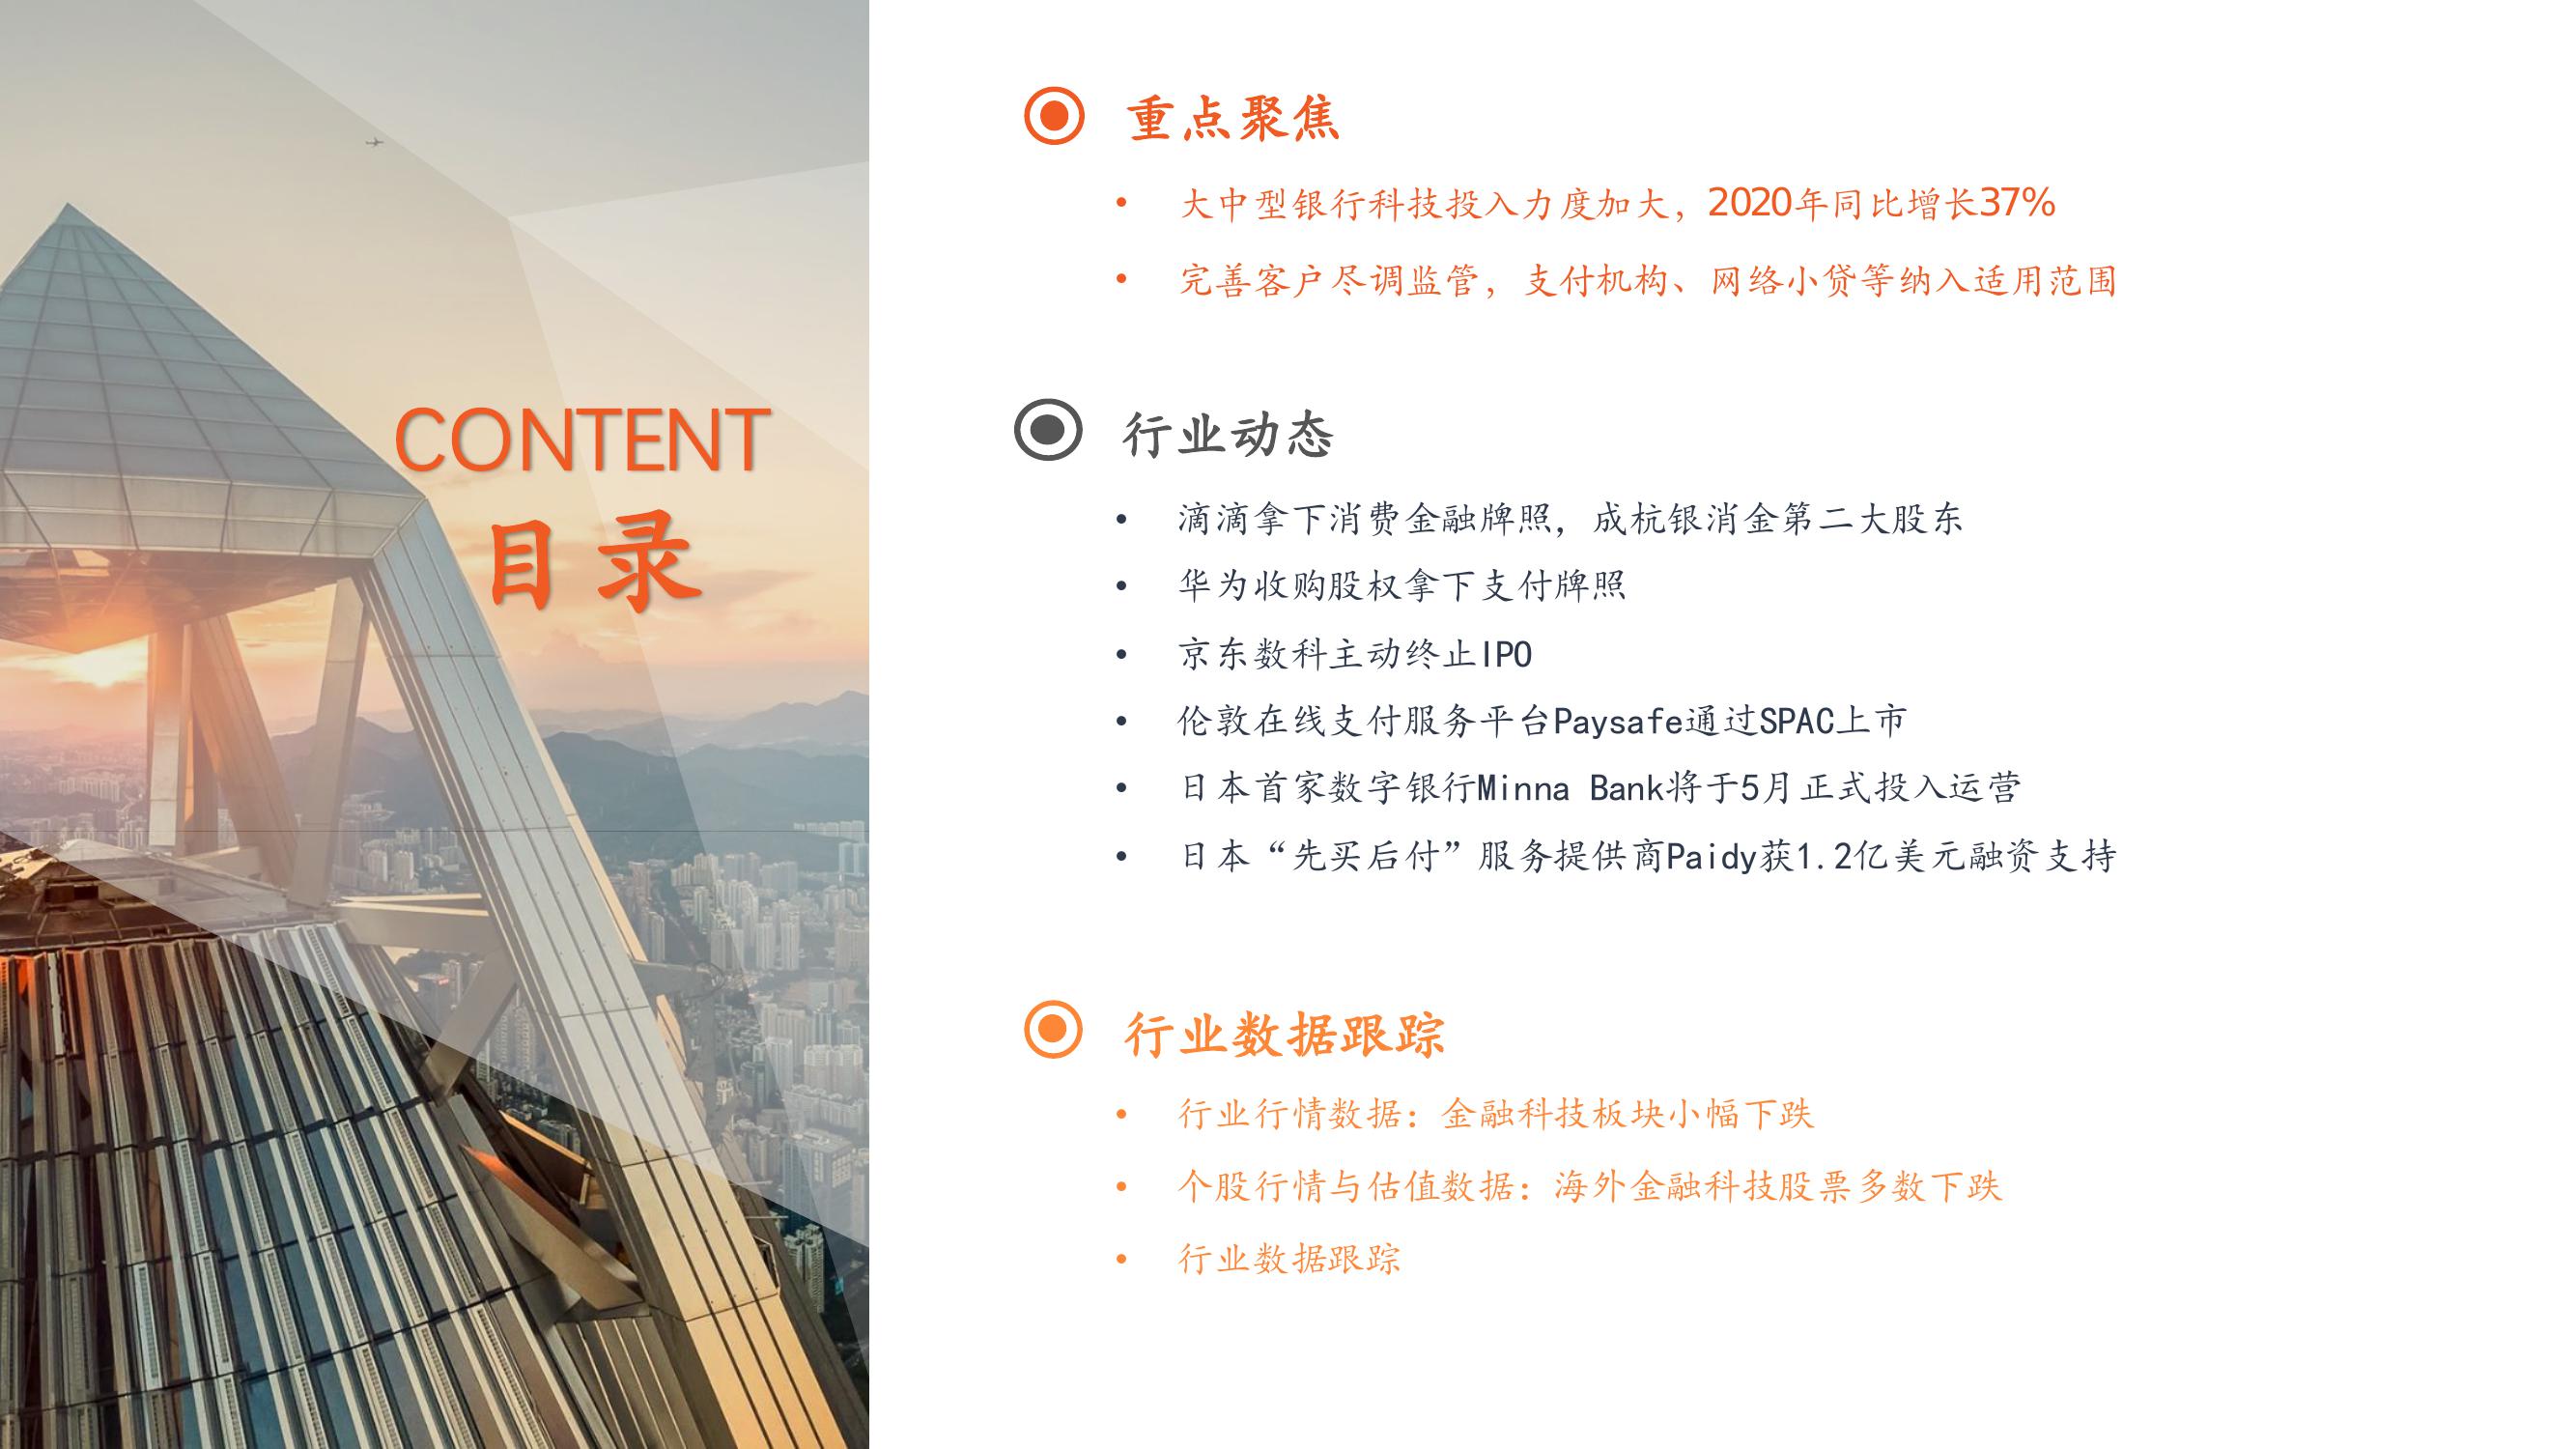 CONTENT
目录
重点聚焦
• 大中型银行科技投入力度加大，2020年同比增长37%
• 完善客户尽调监管，支付机构、网络小贷等纳入适用范围
行业动态
• 滴滴拿下消费金融牌照，成杭银消金第二大股东
• 华为收购股权拿下支付牌照
• 京东数科主动终止IPO
• 伦敦在线支付服务平台Paysafe通过SPAC上市
• 日本首家数字银行Minna Bank将于5月正式投入运营
• 日本“先买后付”服务提供商Paidy获1.2亿美元融资支持
行业数据跟踪
• 行业行情数据：金融科技板块小幅下跌
• 个股行情与估值数据：海外金融科技股票多数下跌
• 行业数据跟踪